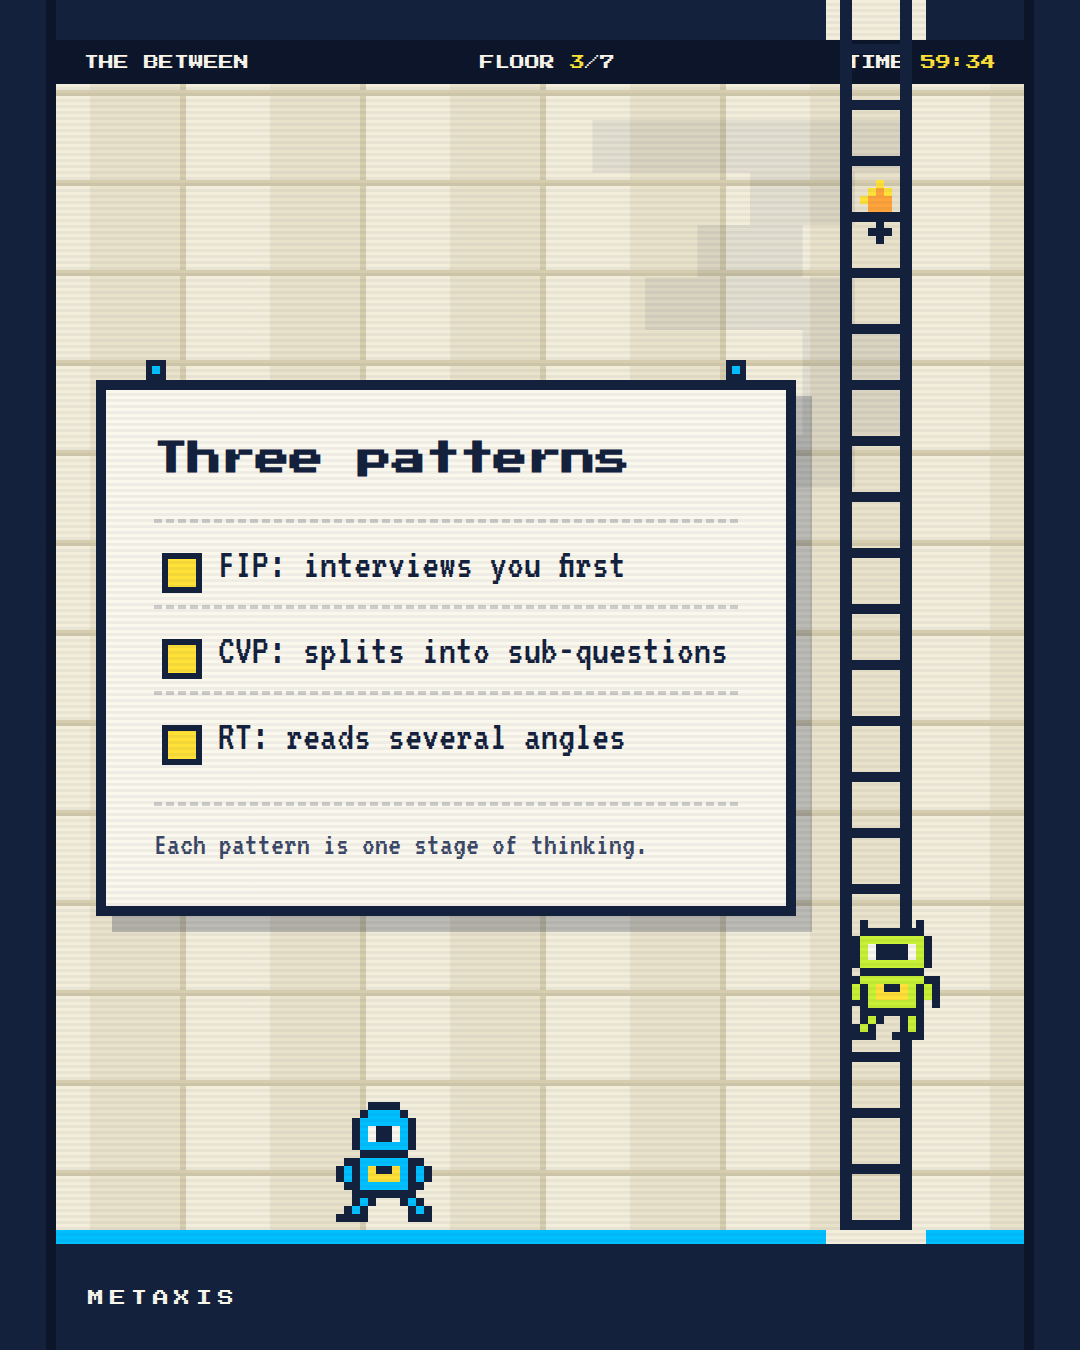 THE BETWEEN
FLOOR 3/7
TIME 59:34
Three patterns
FIP: interviews you first
CVP: splits into sub-questions
RT: reads several angles
Each pattern is one stage of thinking.
METAXIS